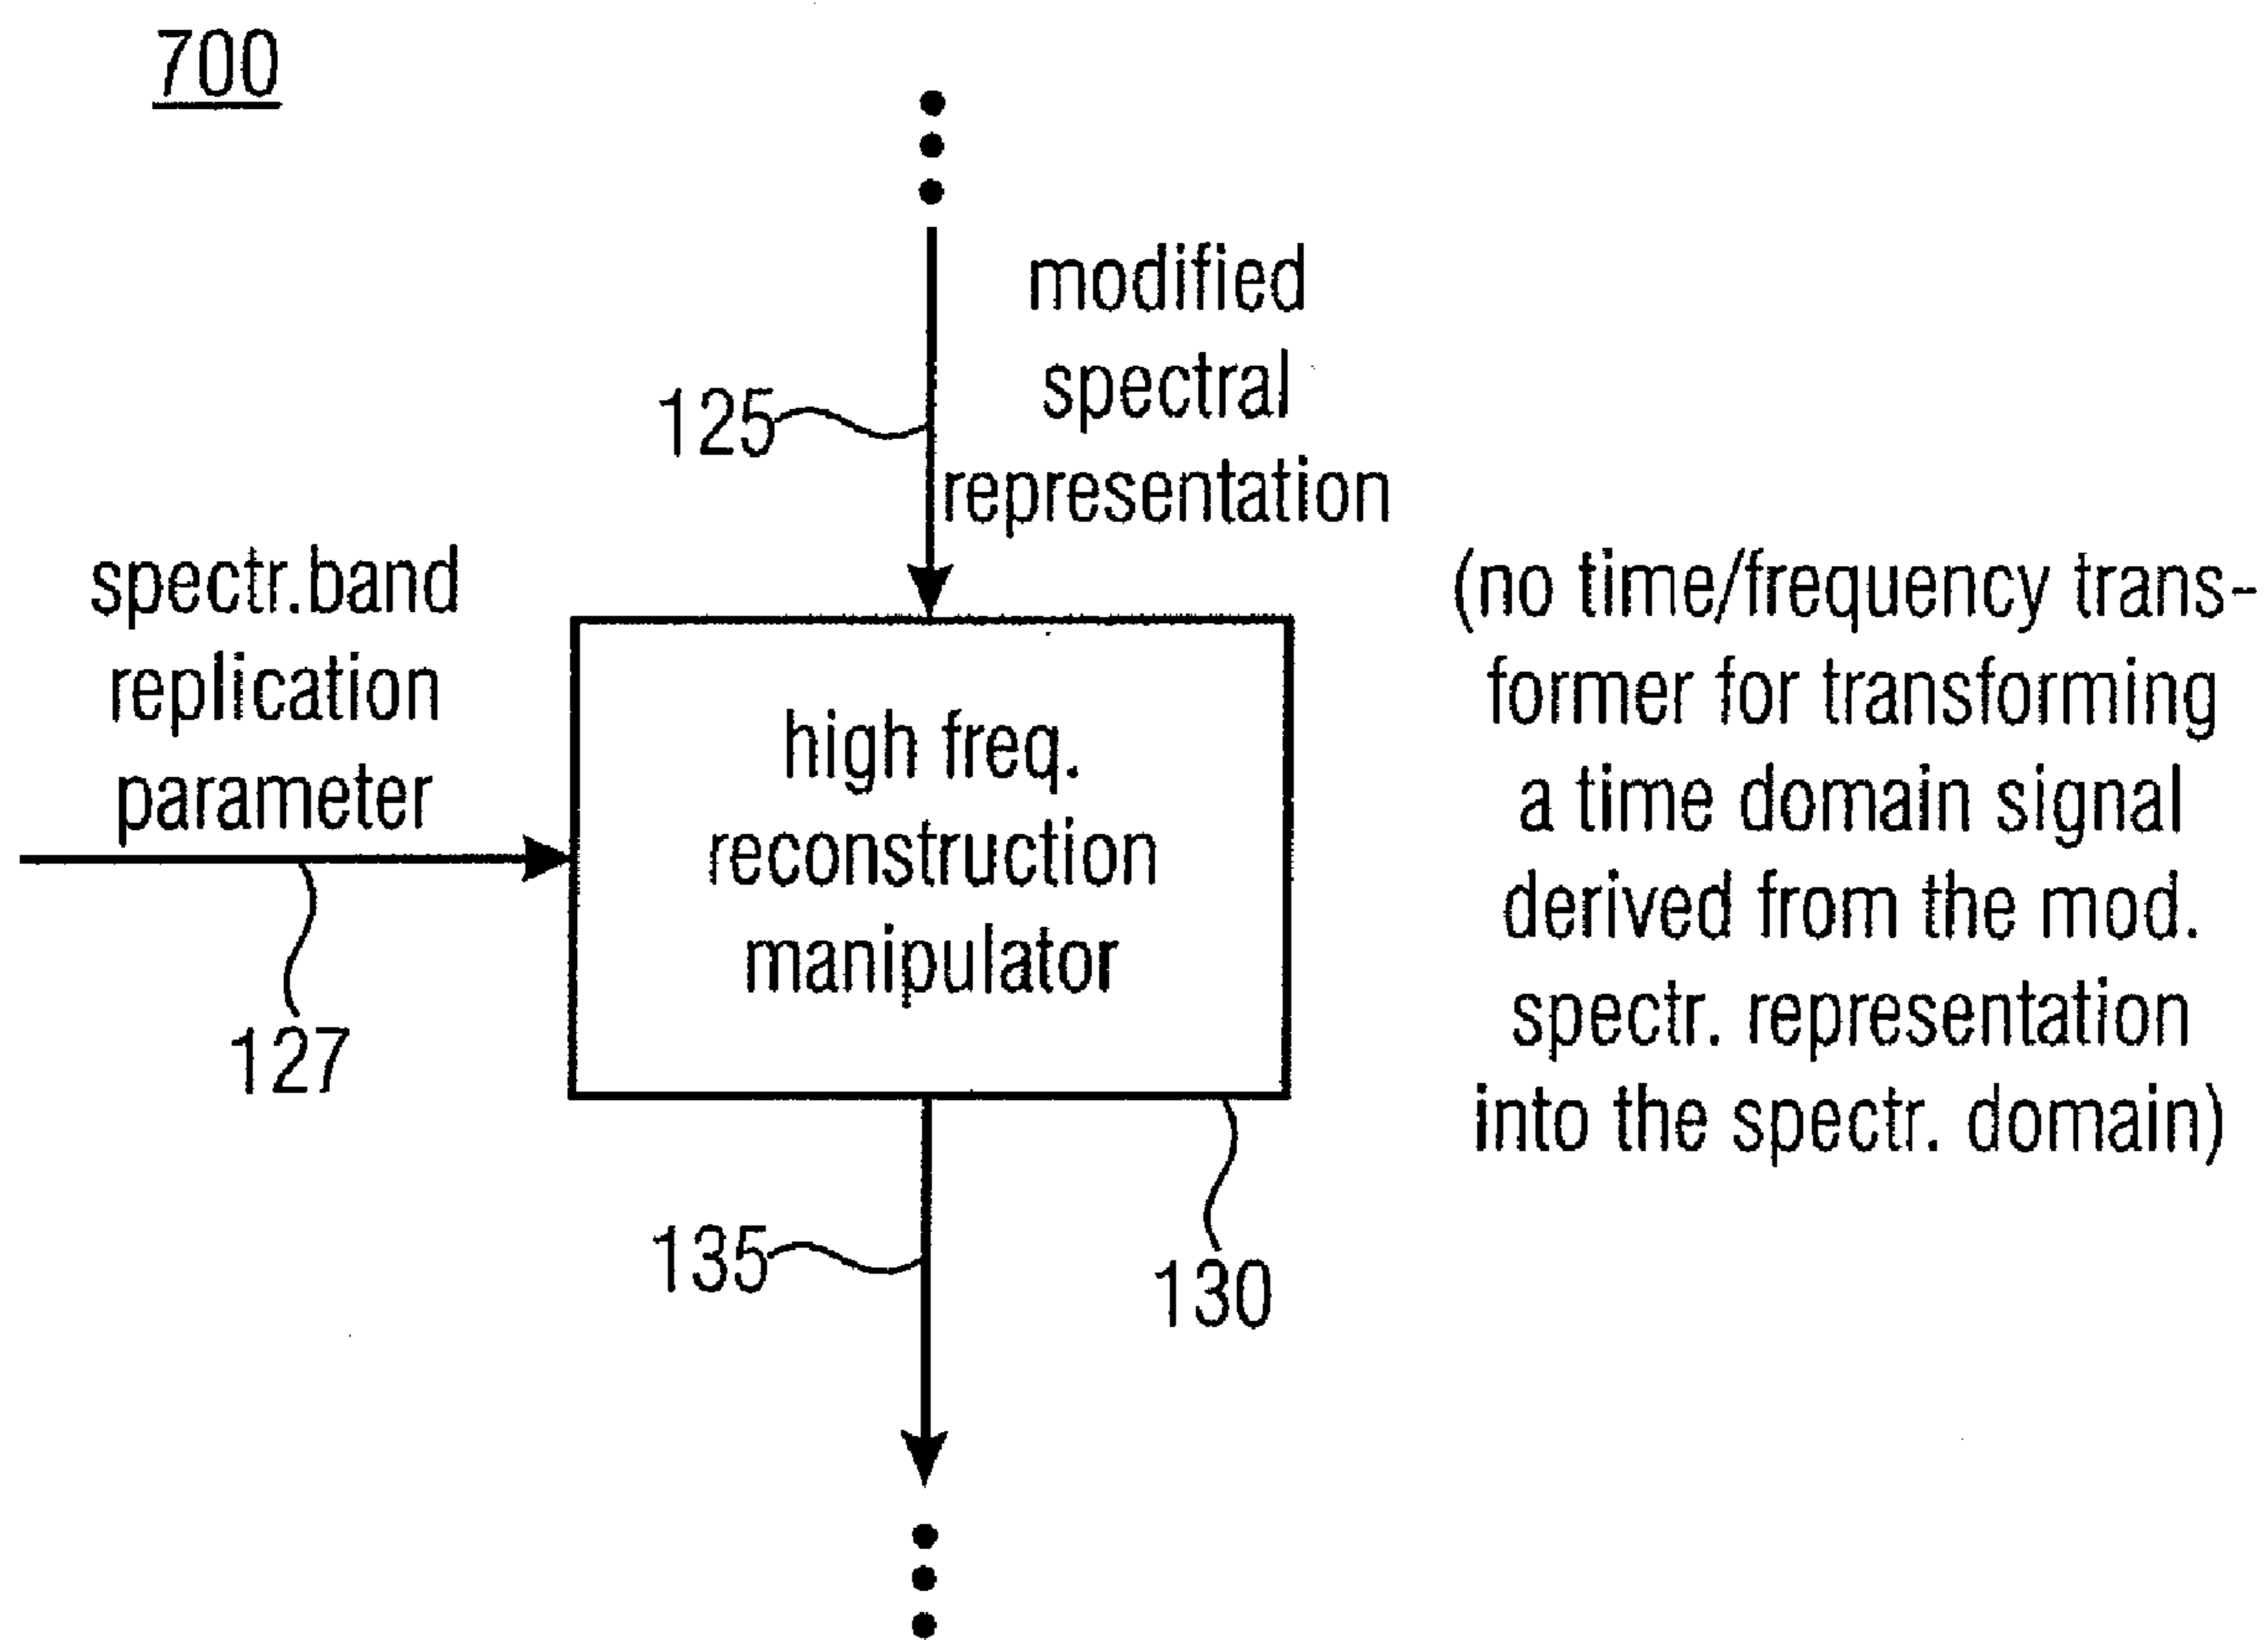 700
modified
spectral
representation
125
spectr.band
replication
parameter
127
high freq.
reconstruction
manipulator
(no time/frequency trans-
former for transforming
a time domain signal
derived from the mod.
spectr. representation
into the spectr. domain)
135
130